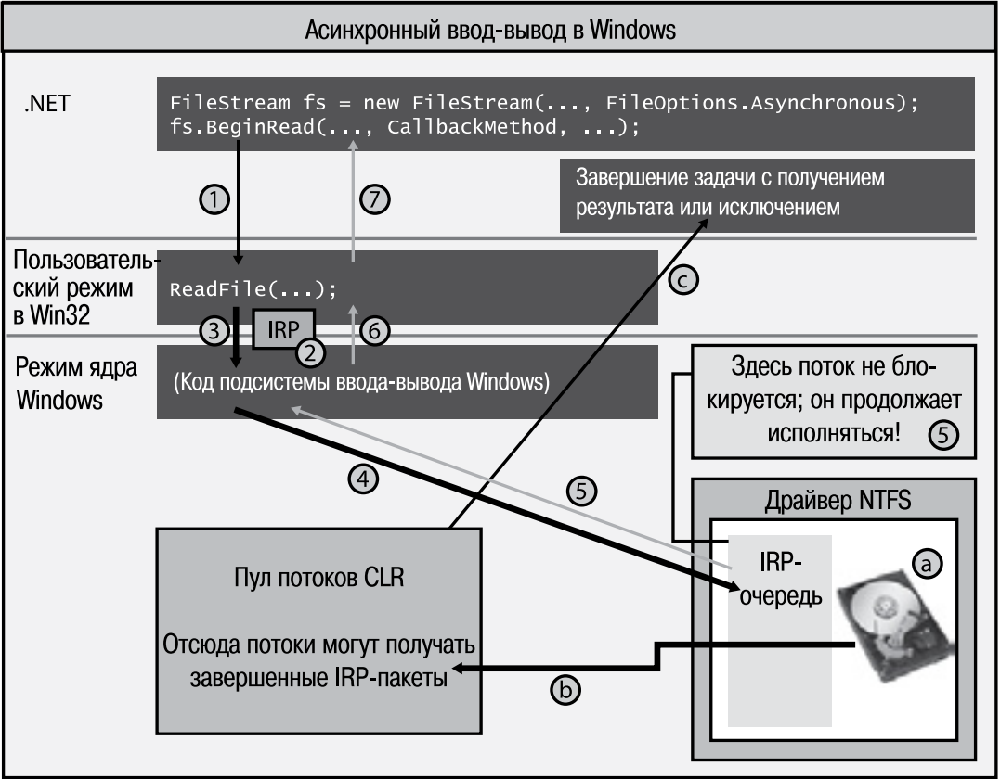 Асинхронный ввод-вывод в Windows
.NET
FileStream fs = new FileStream(..., FileOptions.Asynchronous);
fs.BeginRead(..., CallbackMethod, ...);
Завершение задачи с получением
результата или исключением
1
7
Пользователь-
ский режим
в Win32
ReadFile(...);
c
3
IRP
2
6
Режим ядра
Windows
(Код подсистемы ввода-вывода Windows)
Здесь поток не бло-
кируется; он продолжает
исполняться!
5
4
5
Драйвер NTFS
IRP-
очередь
a
Пул потоков CLR
Отсюда потоки могут получать
завершенные IRP-пакеты
b